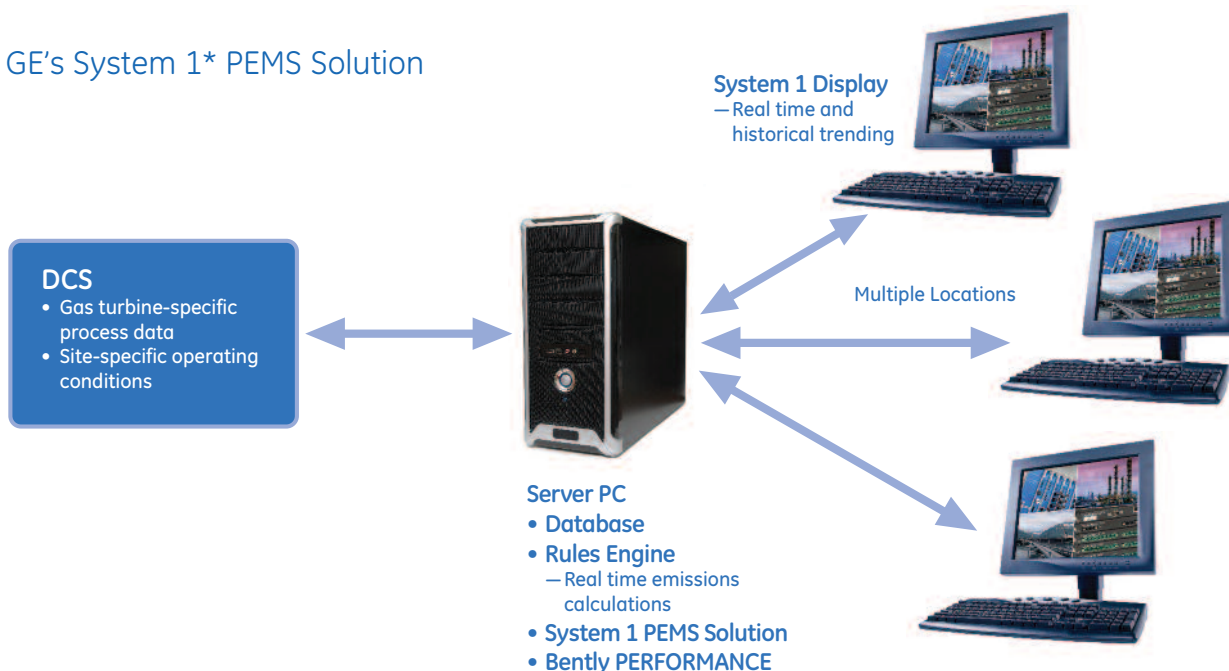 GE's System 1* PEMS Solution
System 1 Display
—Real time and
historical trending
DCS
• Gas turbine-specific
process data
• Site-specific operating
conditions
Multiple Locations
Server PC
• Database
• Rules Engine
—Real time emissions
calculations
• System 1 PEMS Solution
• Bently PERFORMANCE